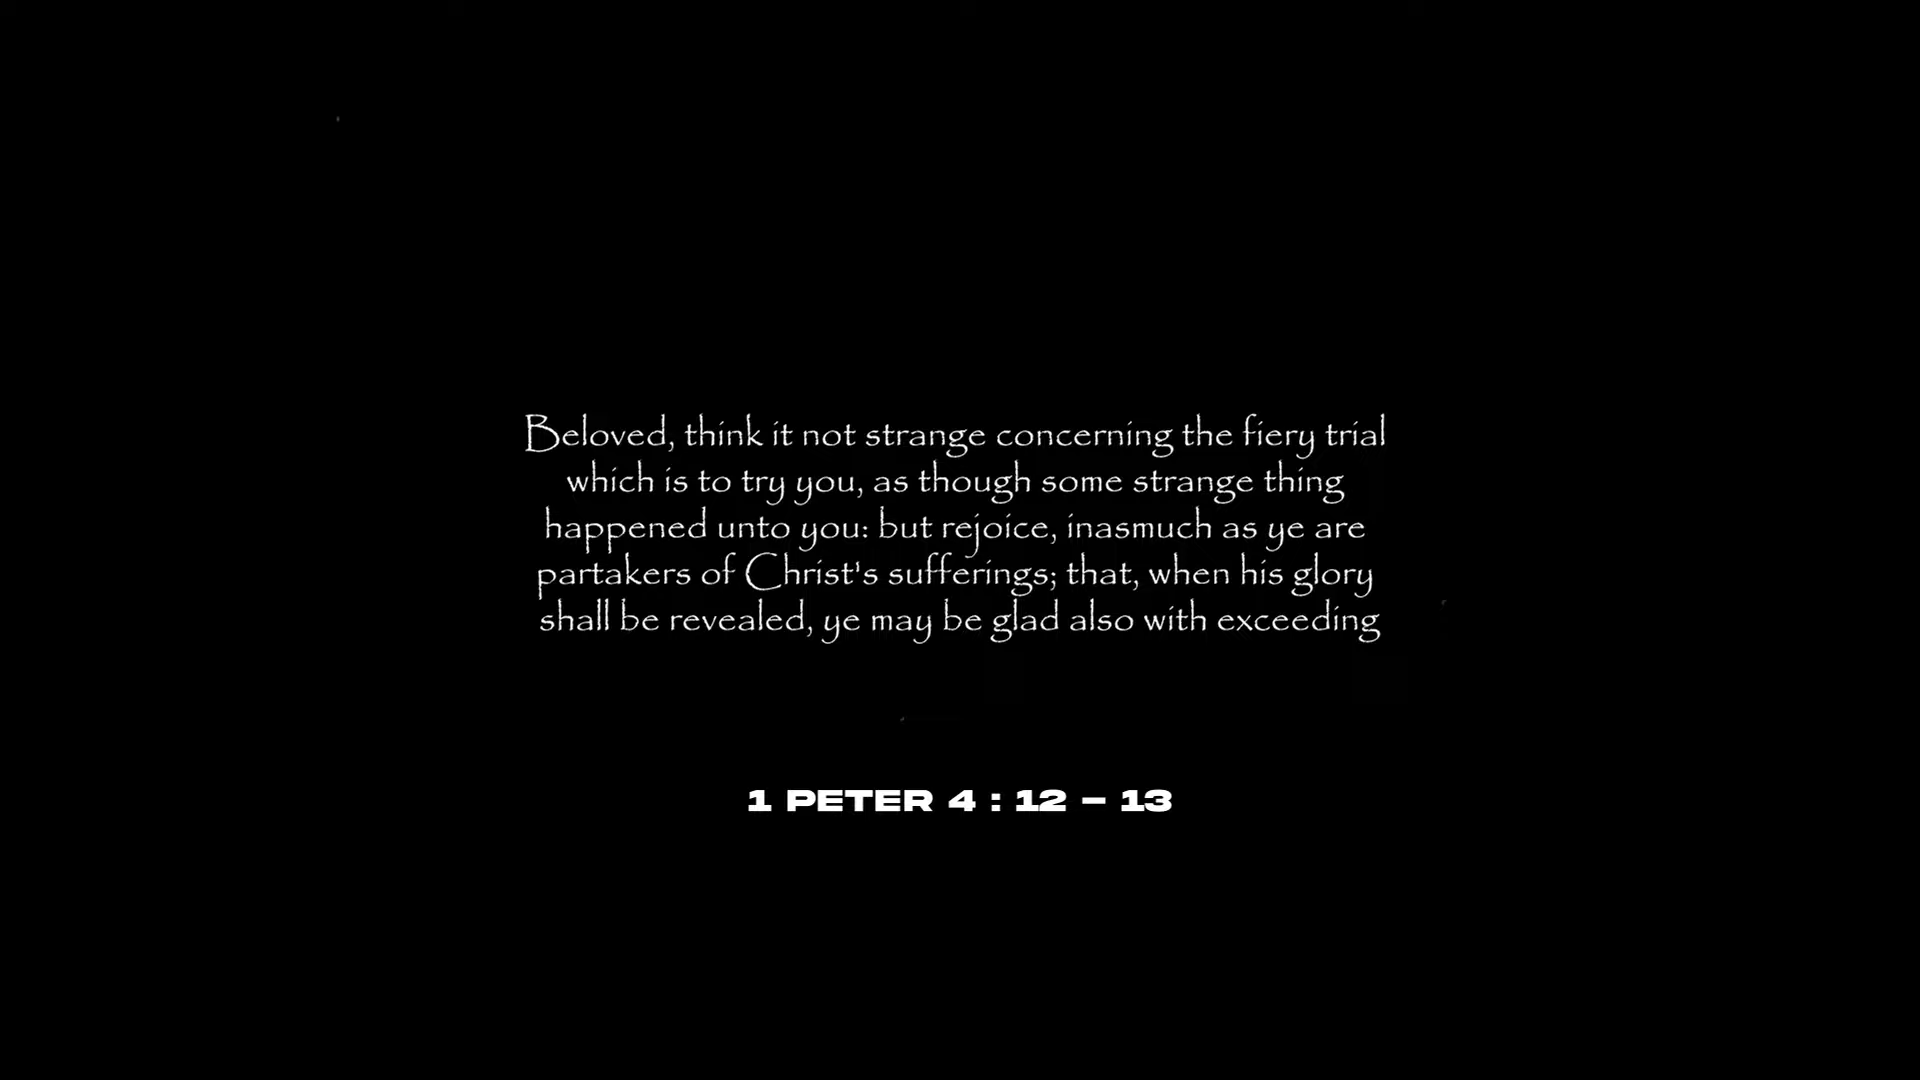 Beloved, think it not strange concerning the fiery trial
which is to try you, as though some strange thing
happened unto you: but rejoice, inasmuch as ye are
partakers of Christ's sufferings; that, when his glory
shall be revealed, ye may be glad also with exceeding
1 PETER 4 : 12 – 13